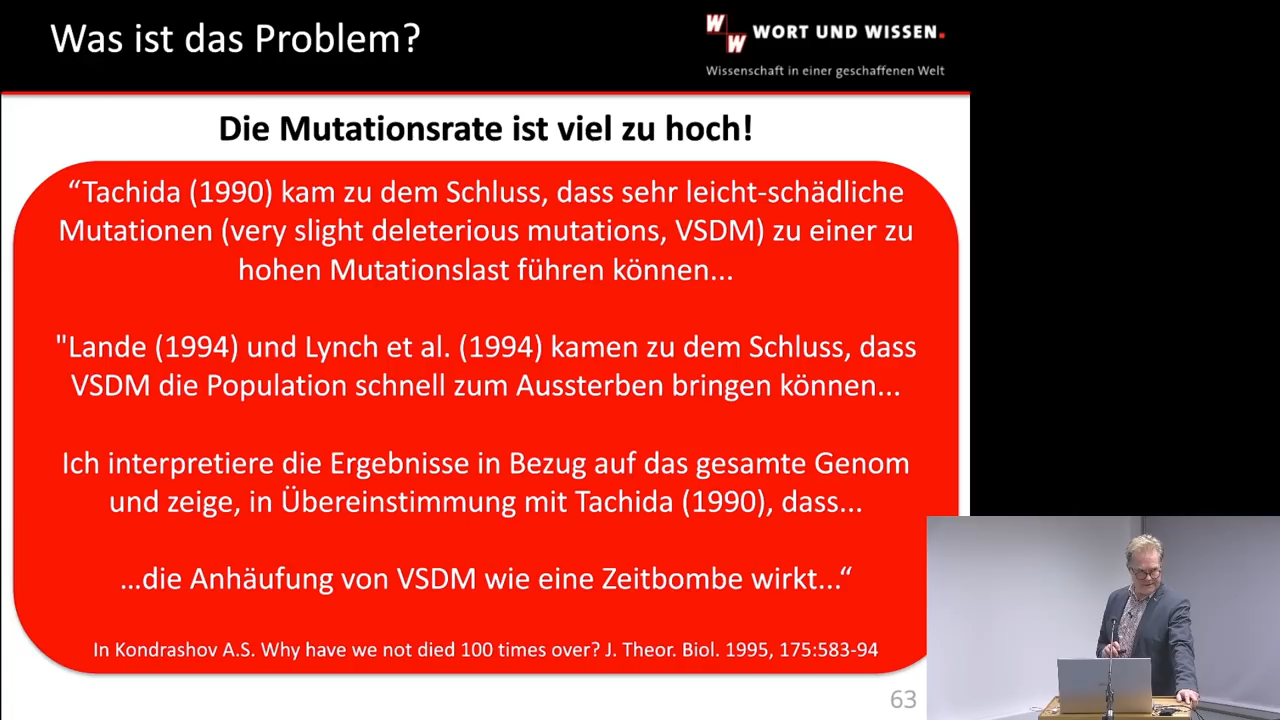 Was ist das Problem?
W W WORT UND WISSEN.
Wissenschaft in einer geschaffenen Welt
Die Mutationsrate ist viel zu hoch!
“Tachida (1990) kam zu dem Schluss, dass sehr leicht-schädliche
Mutationen (very slight deleterious mutations, VSDM) zu einer zu
hohen Mutationslast führen können...
"Lande (1994) und Lynch et al. (1994) kamen zu dem Schluss, dass
VSDM die Population schnell zum Aussterben bringen können...
Ich interpretiere die Ergebnisse in Bezug auf das gesamte Genom
und zeige, in Übereinstimmung mit Tachida (1990), dass...
...die Anhäufung von VSDM wie eine Zeitbombe wirkt...“
In Kondrashov A.S. Why have we not died 100 times over? J. Theor. Biol. 1995, 175:583-94
63